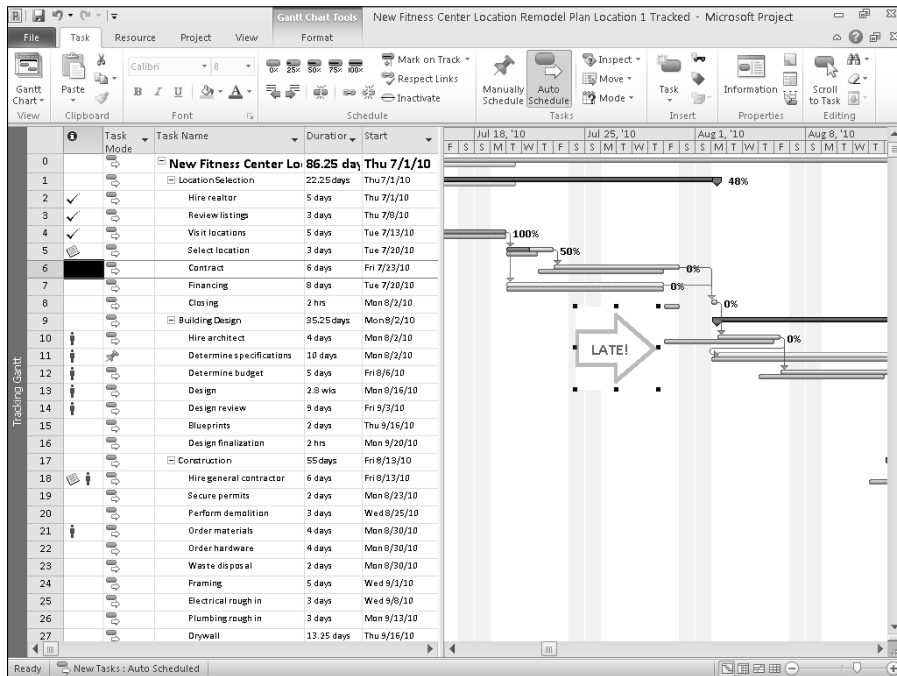 Gantt Chart Tools New Fitness Center Location Remodel Plan Location 1 Tracked - Microsoft Project
File Task Resource Project View Format
Calibri 8 0% 25% 50% 75% 100% Mark on Track Inspect
Respect Links Move
Inactivate Mode
Gantt Chart Paste B I U A Manually Schedule Auto Schedule Task Information Scroll to Task
View Clipboard Font Schedule Tasks Insert Properties Editing
Task Mode Task Name Duration Start Jul 18, '10 Jul 25, '10 Aug 1, '10 Aug 8, '10
F S S M T W T F S S M T W T F S S M T W T F S S M T W T
0 New Fitness Center Lo 86.25 day Thu 7/1/10
1 Location Selection 22.25 days Thu 7/1/10 48%
2 Hire realtor 5 days Thu 7/1/10
3 Review listings 3 days Thu 7/8/10
4 Visit locations 5 days Tue 7/13/10 100%
5 Select location 3 days Tue 7/20/10 50%
6 Contract 6 days Fri 7/23/10 0%
7 Financing 8 days Tue 7/20/10 0%
8 Closing 2 hrs Mon 8/2/10 0%
9 Building Design 35.25 days Mon 8/2/10
10 Hire architect 4 days Mon 8/2/10 0%
11 Determine specifications 10 days Mon 8/2/10 LATE!
12 Determine budget 5 days Fri 8/6/10
13 Design 2.8 wks Mon 8/16/10
14 Design review 9 days Fri 9/3/10
15 Blueprints 2 days Thu 9/16/10
16 Design finalization 2 hrs Mon 9/20/10
17 Construction 55 days Fri 8/13/10
18 Hire general contractor 6 days Fri 8/13/10
19 Secure permits 2 days Mon 8/23/10
20 Perform demolition 3 days Wed 8/25/10
21 Order materials 4 days Mon 8/30/10
22 Order hardware 4 days Mon 8/30/10
23 Waste disposal 2 days Mon 8/30/10
24 Framing 5 days Wed 9/1/10
25 Electrical rough in 3 days Wed 9/8/10
26 Plumbing rough in 3 days Mon 9/13/10
27 Drywall 13.25 days Thu 9/16/10
Tracking Gantt
Ready New Tasks : Auto Scheduled